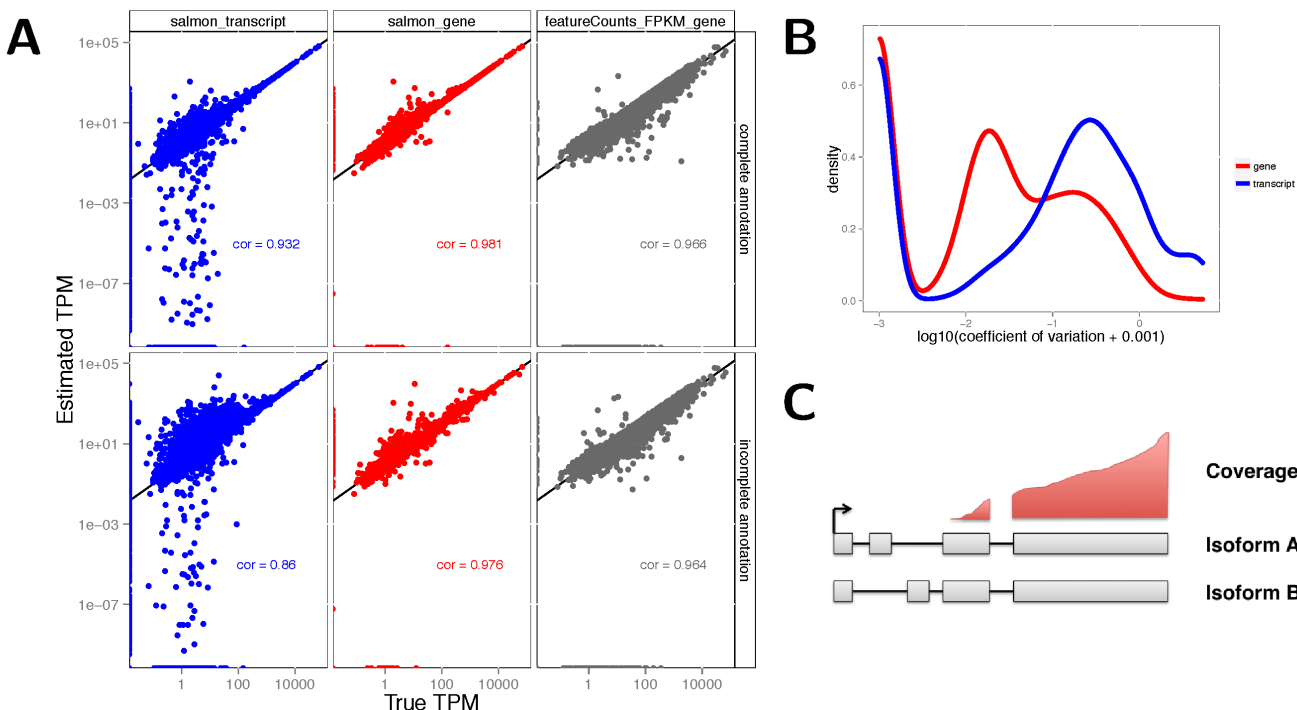 A
salmon_transcript
salmon_gene
featureCounts_FPKM_gene
1e+05
1e+01
1e−03
1e−07
cor = 0.932
cor = 0.981
cor = 0.966
complete annotation
Estimated TPM
1e+05
1e+01
1e−03
1e−07
cor = 0.86
cor = 0.976
cor = 0.964
incomplete annotation
1
100
10000
1
100
10000
1
100
10000
True TPM
B
density
0.6
0.4
0.2
0.0
−3
−2
−1
0
log10(coefficient of variation + 0.001)
gene
transcript
C
Coverage
Isoform A
Isoform B